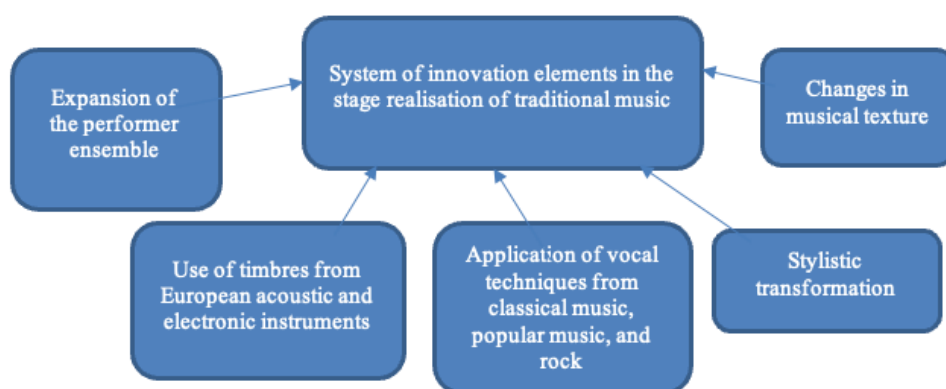 Expansion of
the performer
ensemble
System of innovation elements in the
stage realisation of traditional music
Changes in
musical texture
Use of timbres from
European acoustic and
electronic instruments
Application of vocal
techniques from
classical music,
popular music, and
rock
Stylistic
transformation